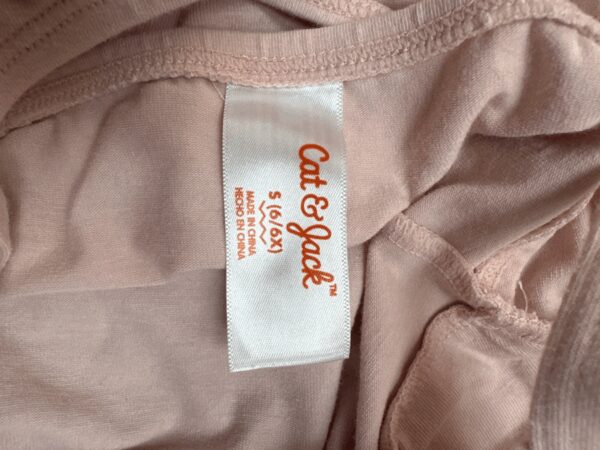 Cat & Jack™
S (6/6X)
MADE IN CHINA
HECHO EN CHINA